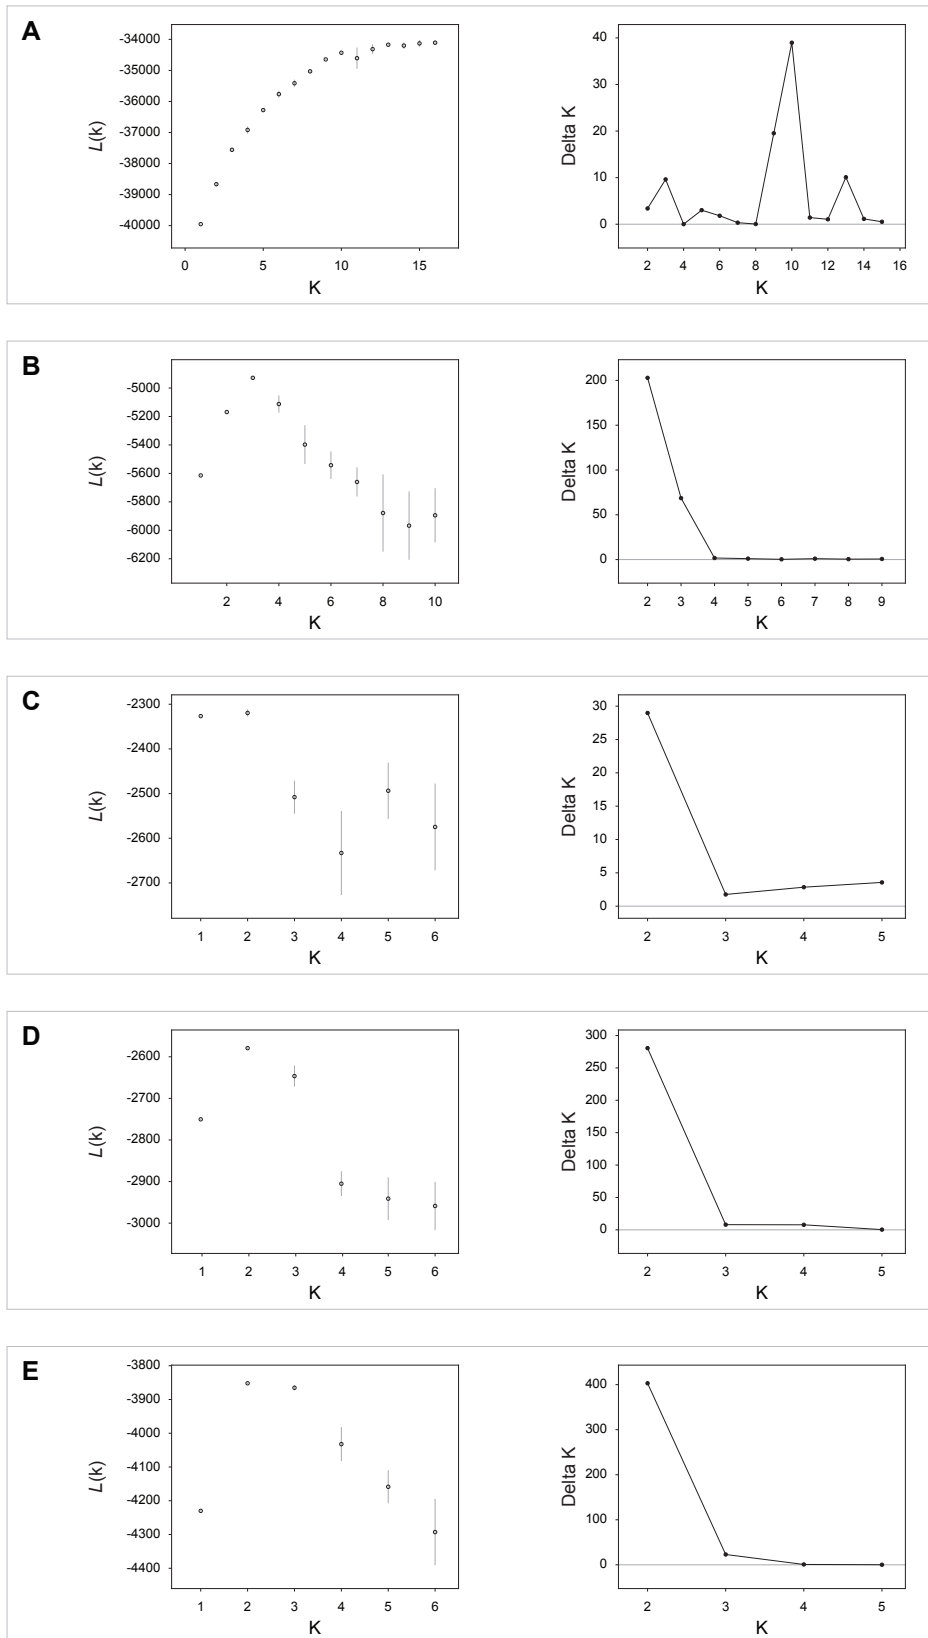 A
-34000
-35000
-36000
-37000
-38000
-39000
-40000
L(k)
0 5 10 15
K
40
30
20
10
0
Delta K
2 4 6 8 10 12 14 16
K
B
-5000
-5200
-5400
-5600
-5800
-6000
-6200
L(k)
2 4 6 8 10
K
200
150
100
50
0
Delta K
2 3 4 5 6 7 8 9
K
C
-2300
-2400
-2500
-2600
-2700
L(k)
1 2 3 4 5 6
K
30
25
20
15
10
5
0
Delta K
2 3 4 5
K
D
-2600
-2700
-2800
-2900
-3000
L(k)
1 2 3 4 5 6
K
300
250
200
150
100
50
0
Delta K
2 3 4 5
K
E
-3800
-3900
-4000
-4100
-4200
-4300
-4400
L(k)
1 2 3 4 5 6
K
400
300
200
100
0
Delta K
2 3 4 5
K